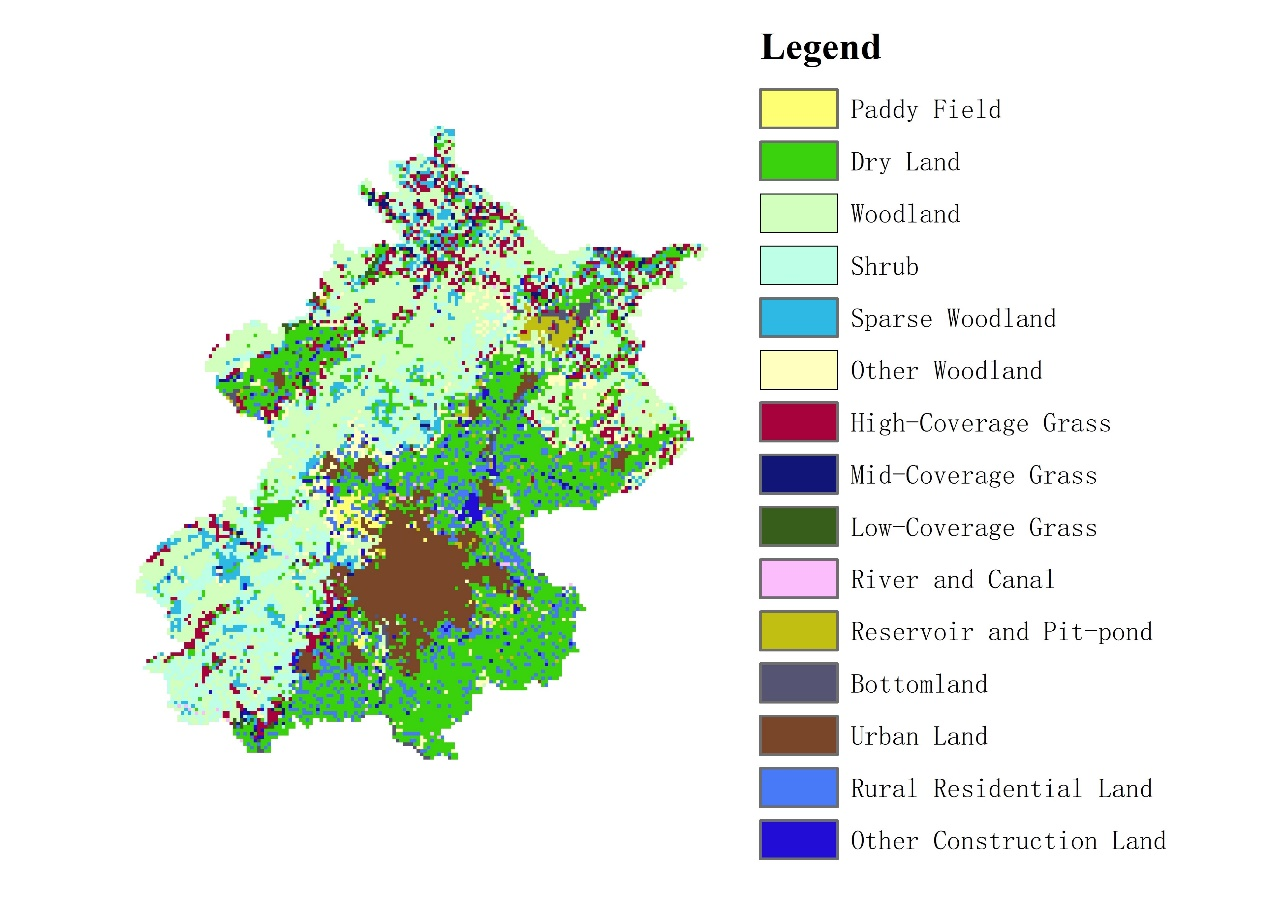 Legend
Paddy Field
Dry Land
Woodland
Shrub
Sparse Woodland
Other Woodland
High-Coverage Grass
Mid-Coverage Grass
Low-Coverage Grass
River and Canal
Reservoir and Pit-pond
Bottomland
Urban Land
Rural Residential Land
Other Construction Land